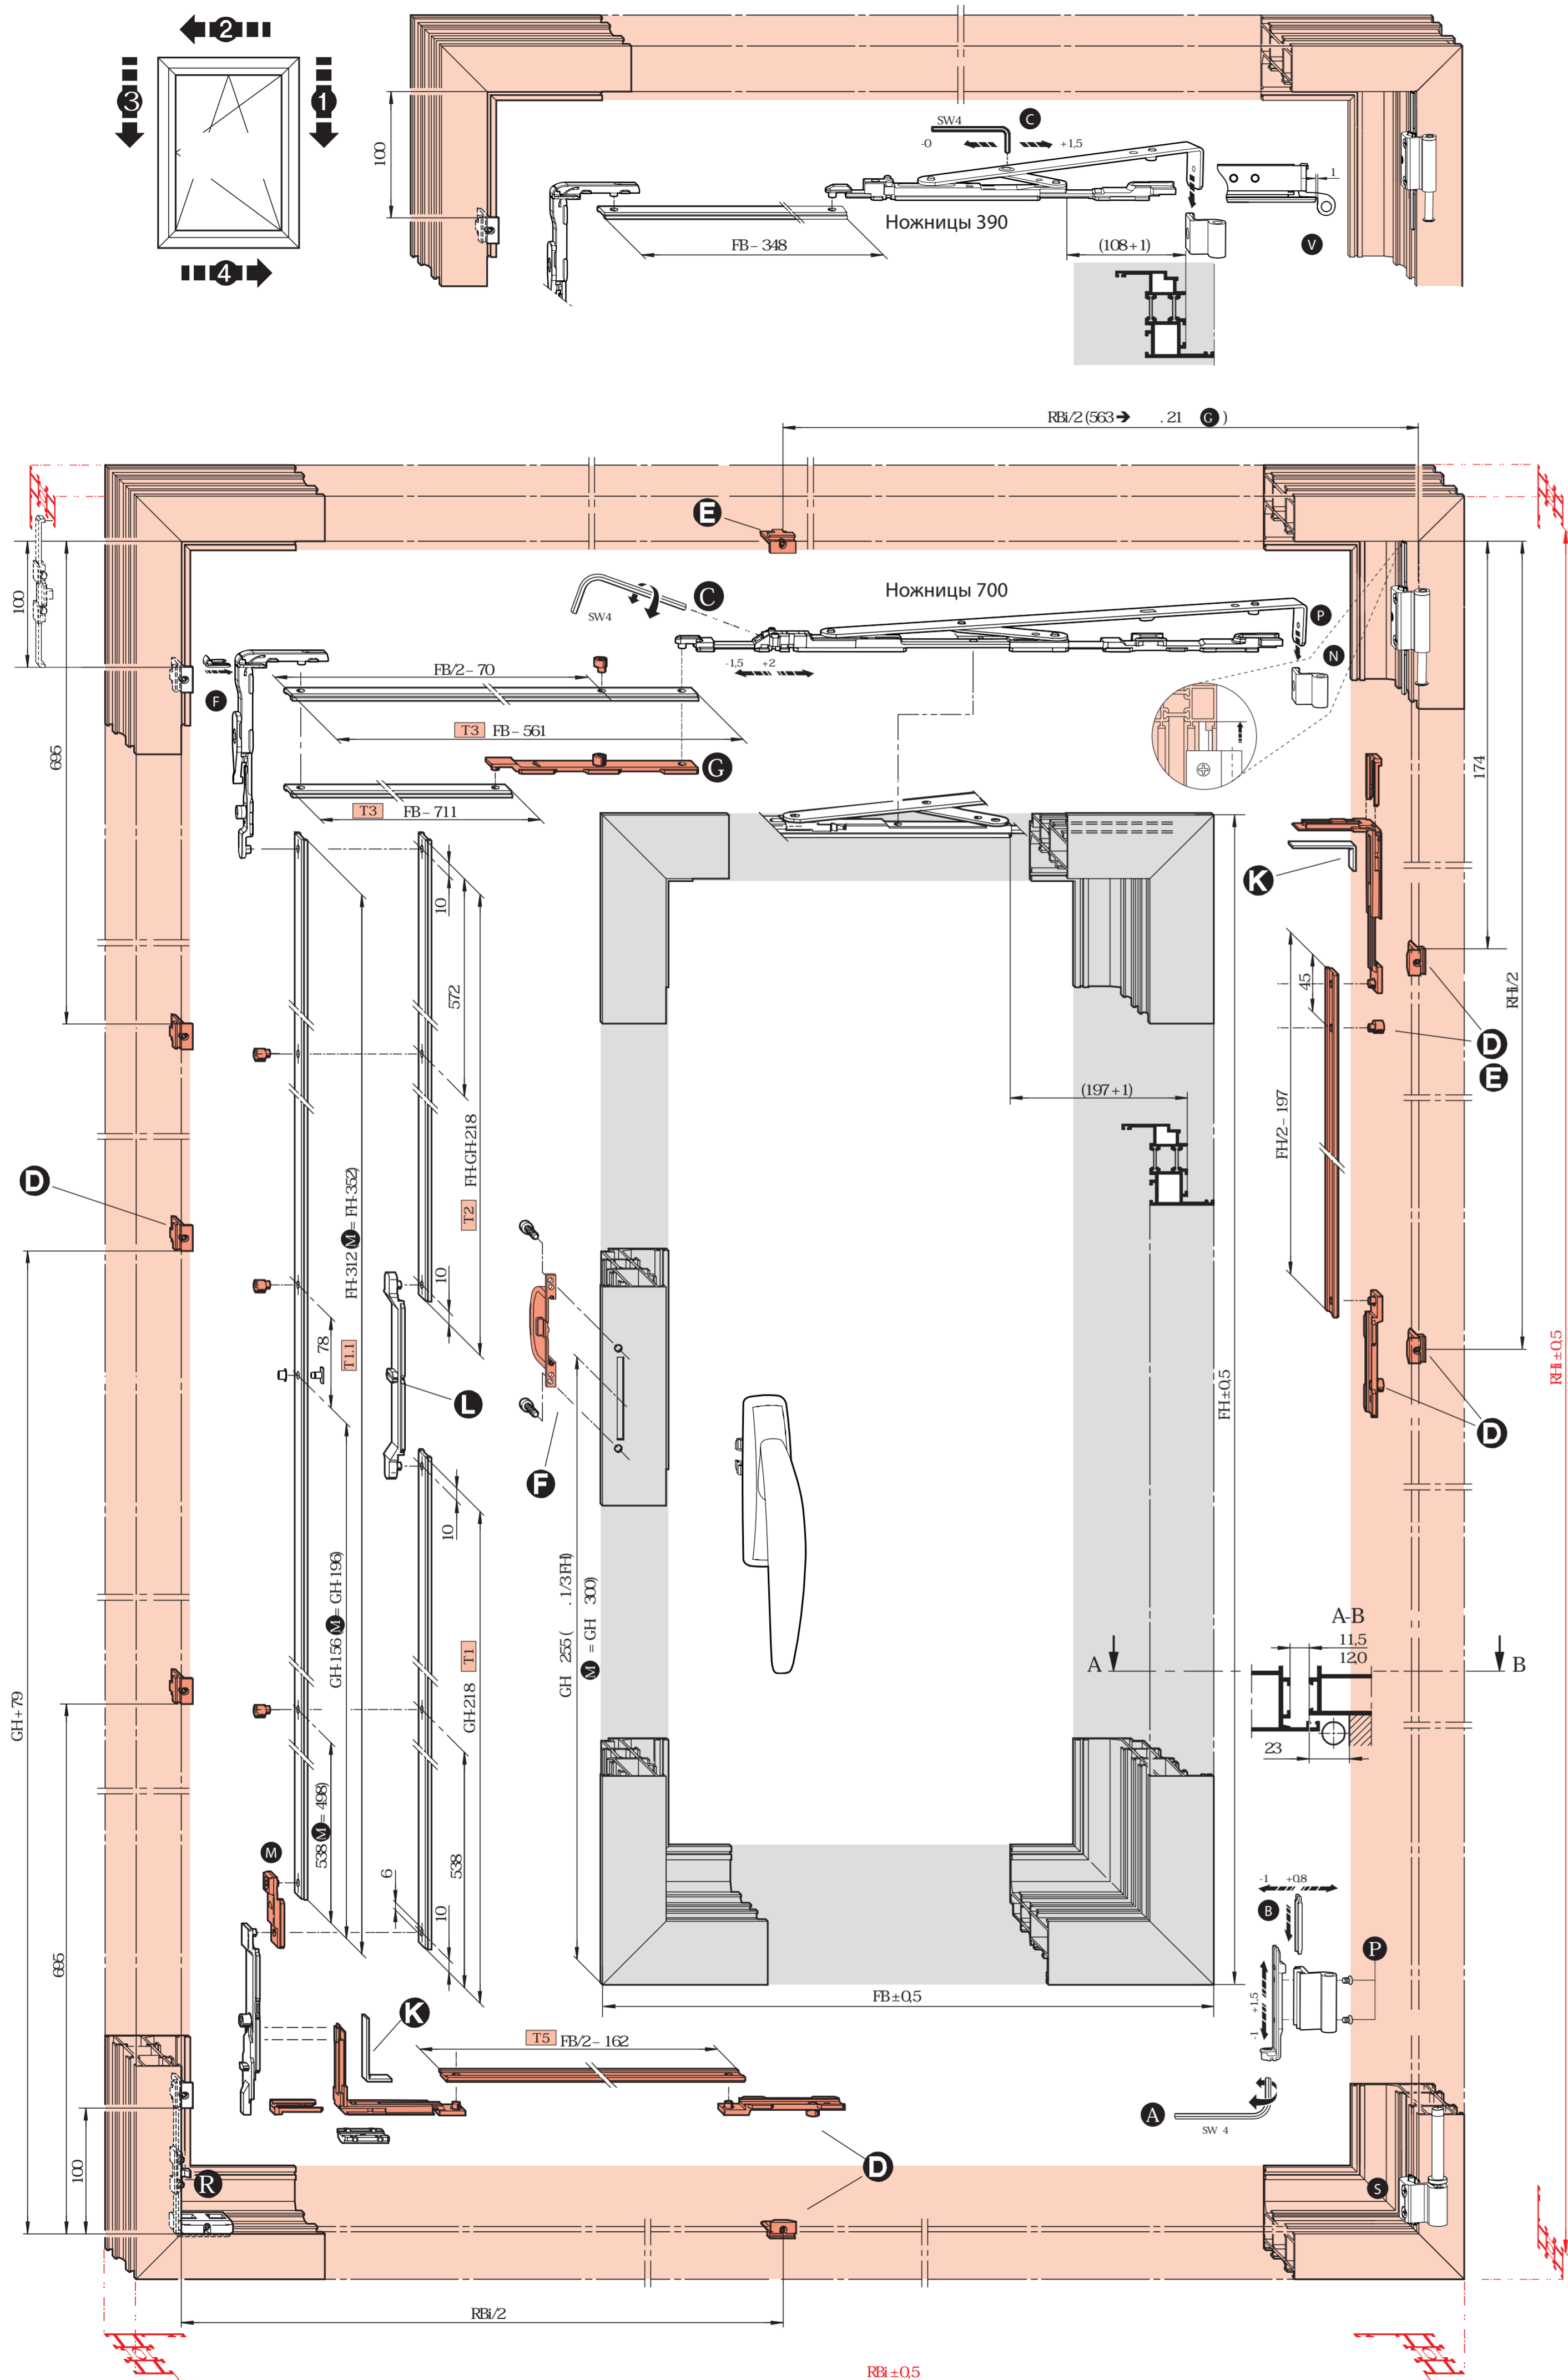 2
3
1
4
100
SW4
C
-0
+1,5
Ножницы 390
FB – 348
(108+1)
1
V
RBi/2 (563 ➔ . 21 G )
E
100
695
Ножницы 700
SW4
C
P
N
-1,5 +2
F
FB/2 – 70
T3 FB – 561
G
T3 FB – 711
174
RHi/2
K
10
572
45
D
E
FH/2 – 197
(197+1)
FH-GH-218
T2
D
FH-312 M = FH-352)
T1.1
10
78
L
F
D
FH±0,5
RHi ±0,5
10
GH 255 ( . 1/3 FH)
M = GH 300)
GH-156 M = GH-196)
T1
GH-218
A-B
11,5
12,0
A
B
23
GH+79
695
538 M = 498)
M
6
538
10
-1 +0,8
B
P
-1 +1,5
FB±0,5
K
T5 FB/2 – 162
A
SW 4
100
D
R
S
RBi/2
RBi ±0,5